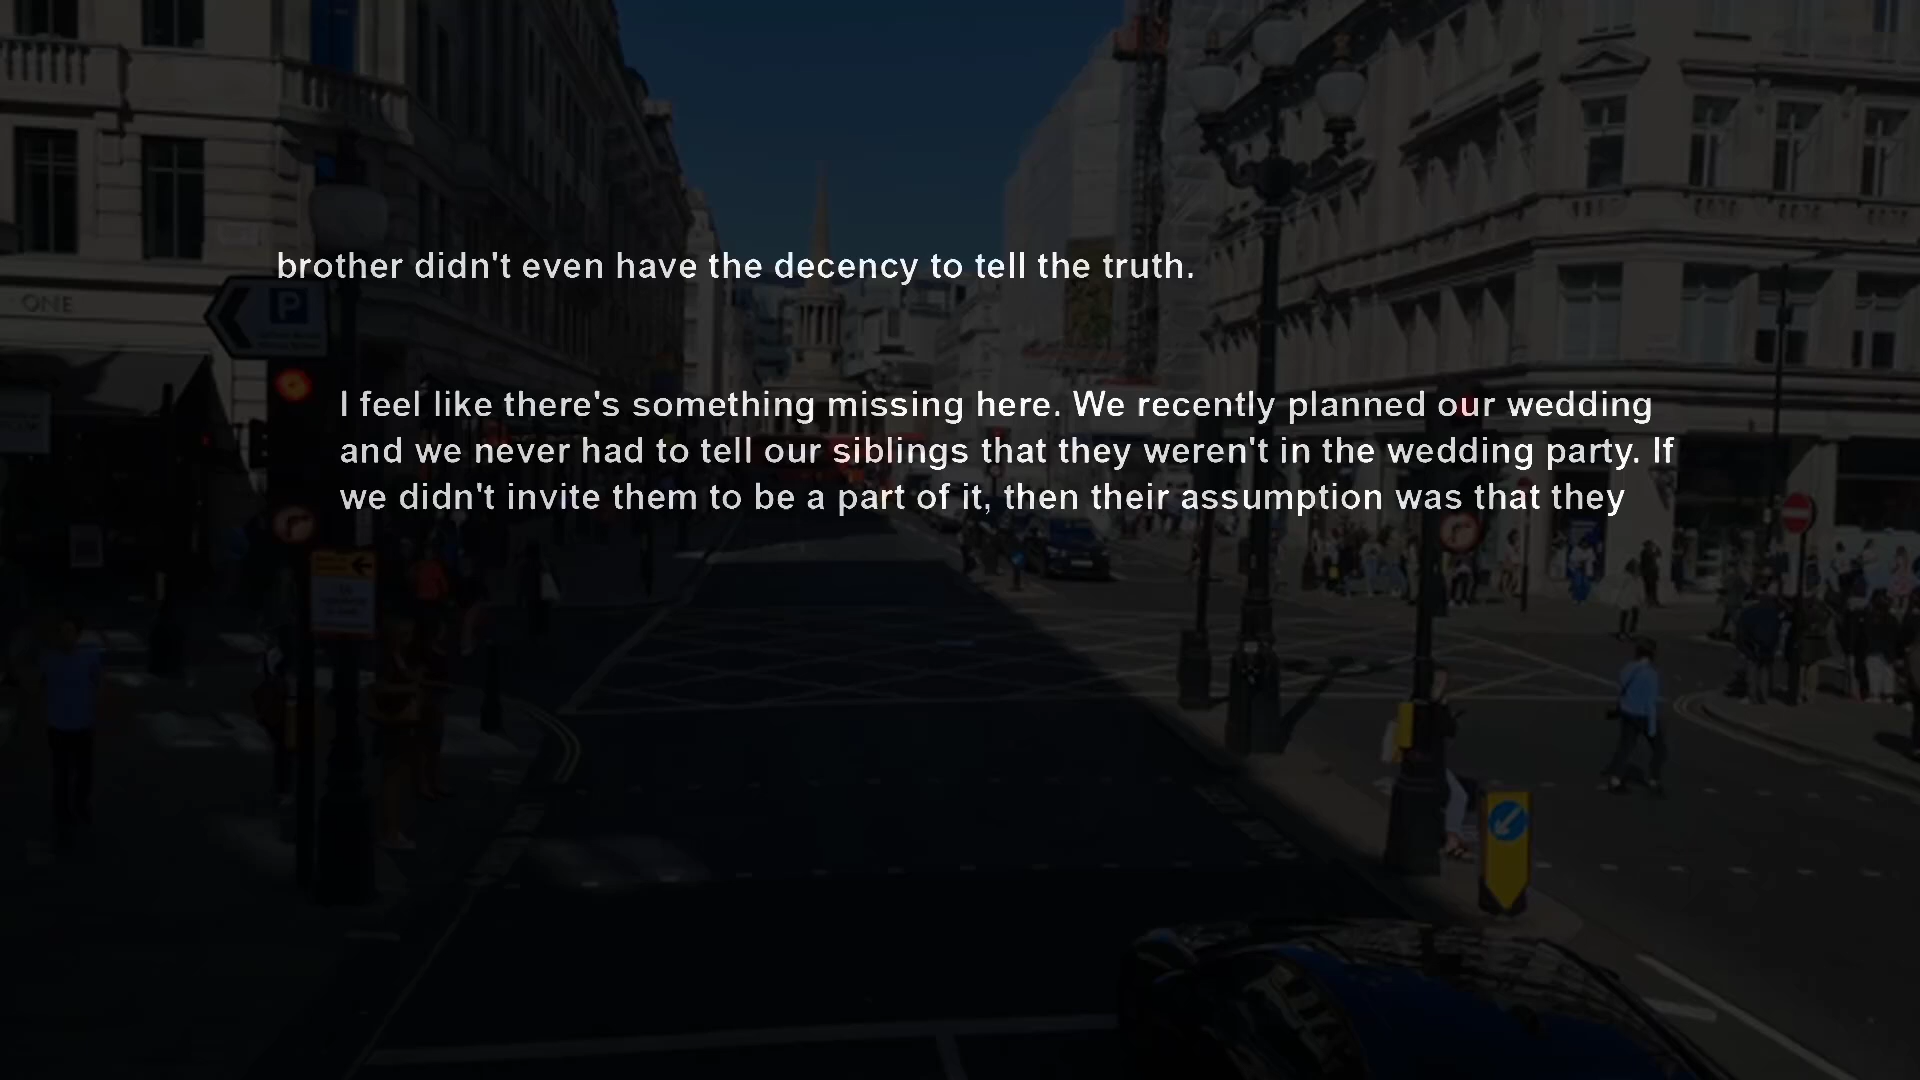 brother didn't even have the decency to tell the truth.
ONE
P
I feel like there's something missing here. We recently planned our wedding
and we never had to tell our siblings that they weren't in the wedding party. If
we didn't invite them to be a part of it, then their assumption was that they